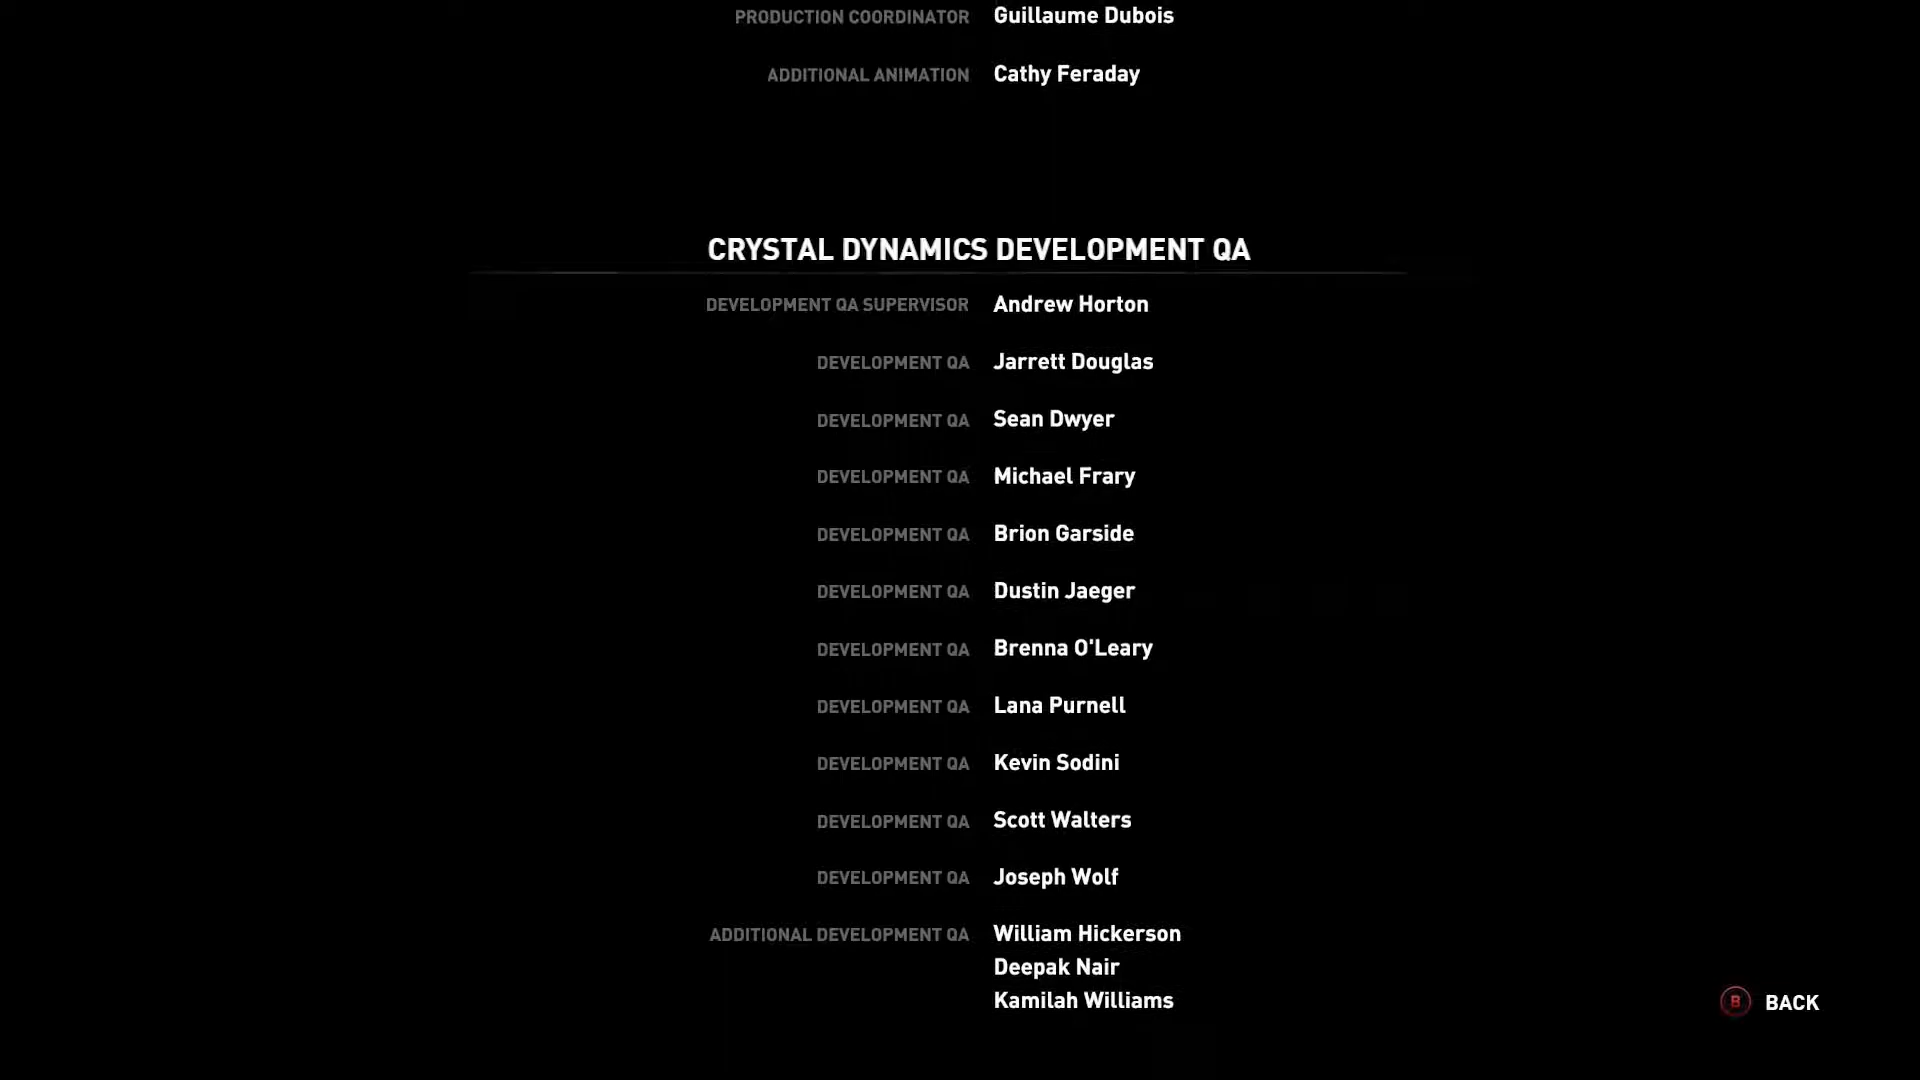 PRODUCTION COORDINATOR Guillaume Dubois
ADDITIONAL ANIMATION Cathy Feraday
CRYSTAL DYNAMICS DEVELOPMENT QA
DEVELOPMENT QA SUPERVISOR Andrew Horton
DEVELOPMENT QA Jarrett Douglas
DEVELOPMENT QA Sean Dwyer
DEVELOPMENT QA Michael Frary
DEVELOPMENT QA Brion Garside
DEVELOPMENT QA Dustin Jaeger
DEVELOPMENT QA Brenna O'Leary
DEVELOPMENT QA Lana Purnell
DEVELOPMENT QA Kevin Sodini
DEVELOPMENT QA Scott Walters
DEVELOPMENT QA Joseph Wolf
ADDITIONAL DEVELOPMENT QA William Hickerson
Deepak Nair
Kamilah Williams
B BACK